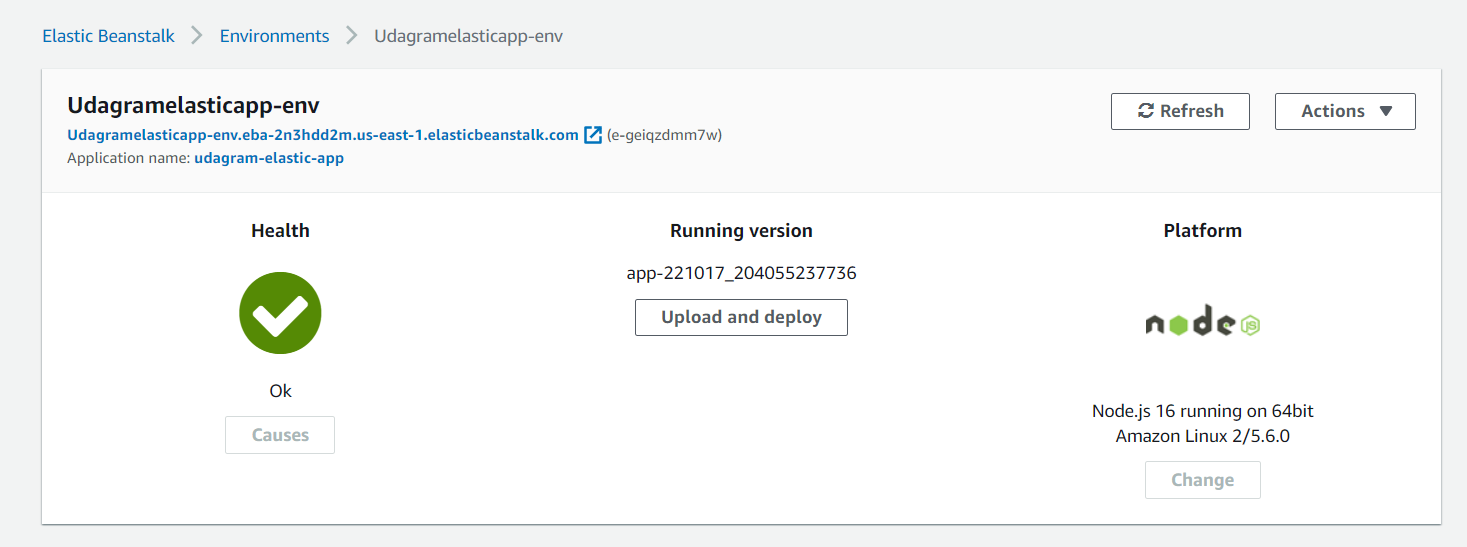 Elastic Beanstalk > Environments > Udagramelasticapp-env
Udagramelasticapp-env
Refresh
Actions
Udagramelasticapp-env.eba-2n3hdd2m.us-east-1.elasticbeanstalk.com (e-geiqzdmm7w)
Application name: udagram-elastic-app
Health
Ok
Causes
Running version
app-221017_204055237736
Upload and deploy
Platform
node JS
Node.js 16 running on 64bit
Amazon Linux 2/5.6.0
Change